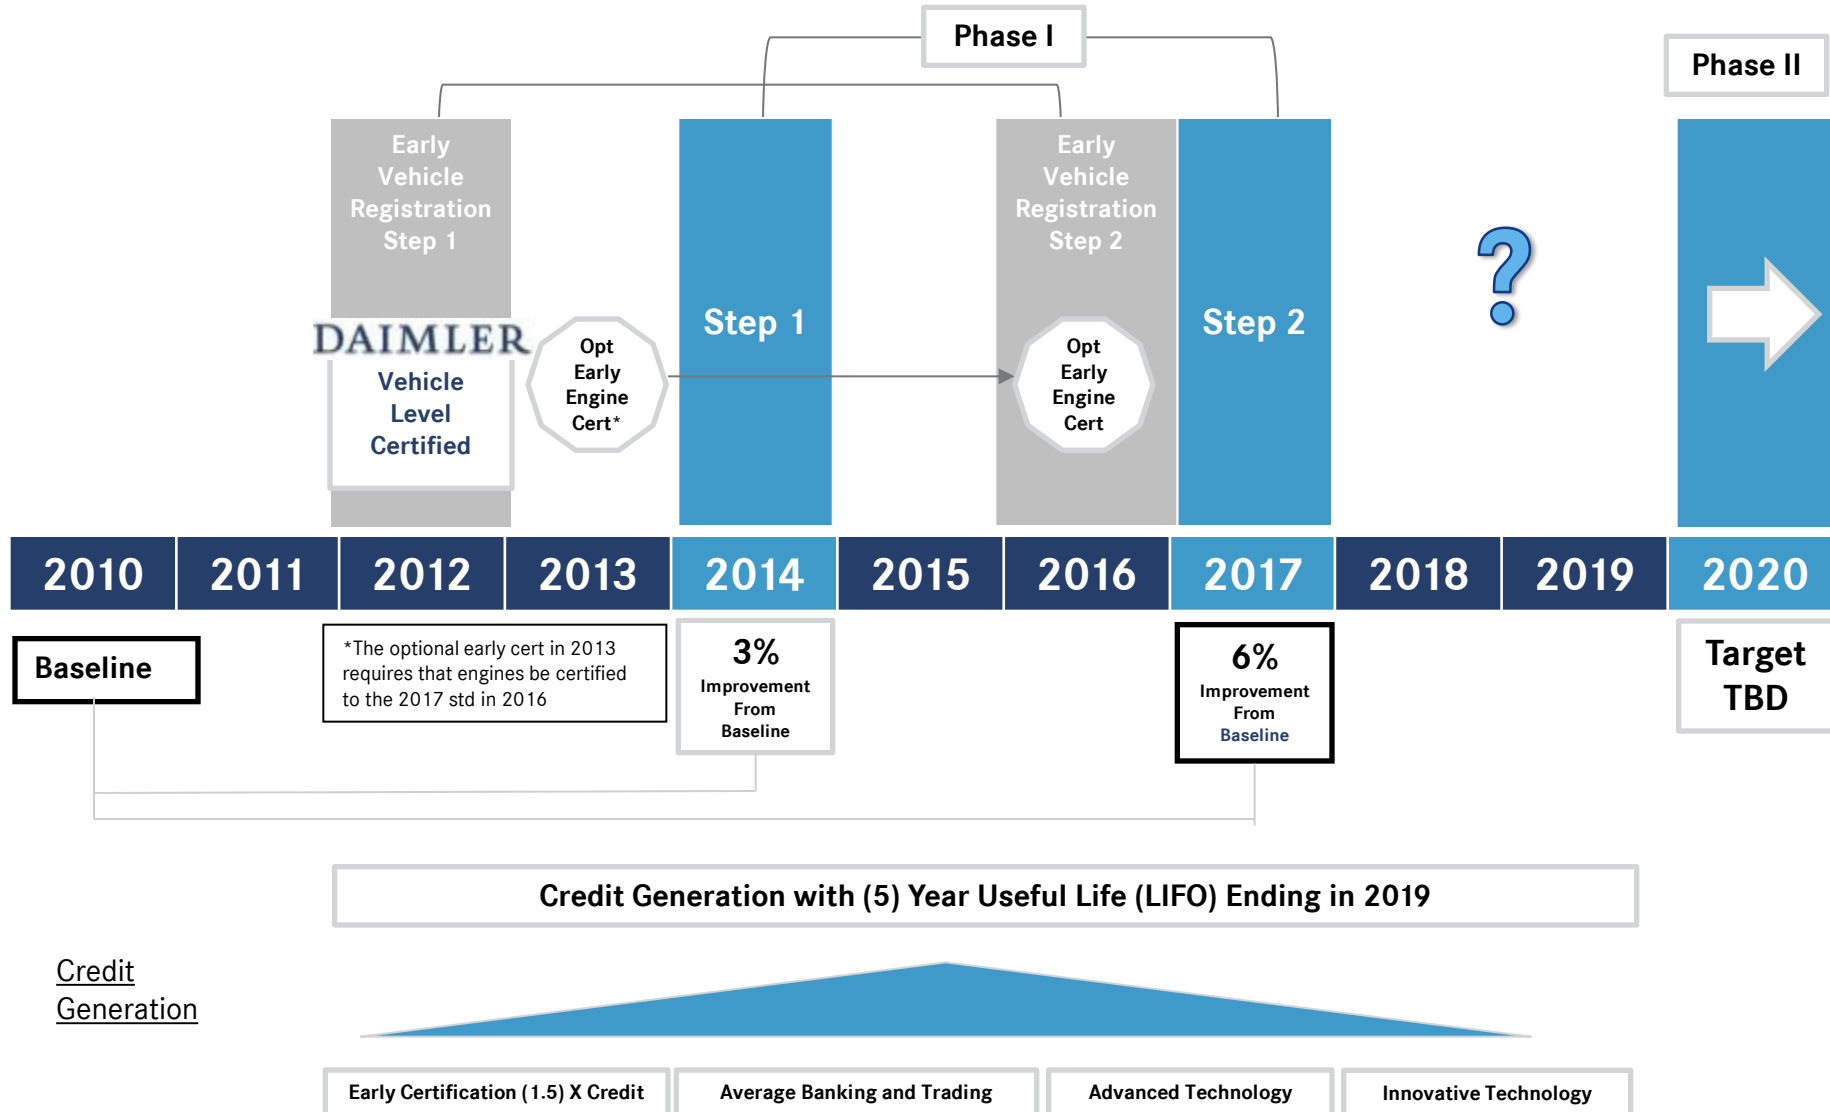 Phase I
Phase II
Early
Vehicle
Registration
Step 1
Early
Vehicle
Registration
Step 2
DAIMLER
Vehicle
Level
Certified
Opt
Early
Engine
Cert*
Step 1
Opt
Early
Engine
Cert
Step 2
?
2010 2011 2012 2013 2014 2015 2016 2017 2018 2019 2020
Baseline
*The optional early cert in 2013
requires that engines be certified
to the 2017 std in 2016
3%
Improvement
From
Baseline
6%
Improvement
From
Baseline
Target
TBD
Credit Generation with (5) Year Useful Life (LIFO) Ending in 2019
Credit
Generation
Early Certification (1.5) X Credit
Average Banking and Trading
Advanced Technology
Innovative Technology